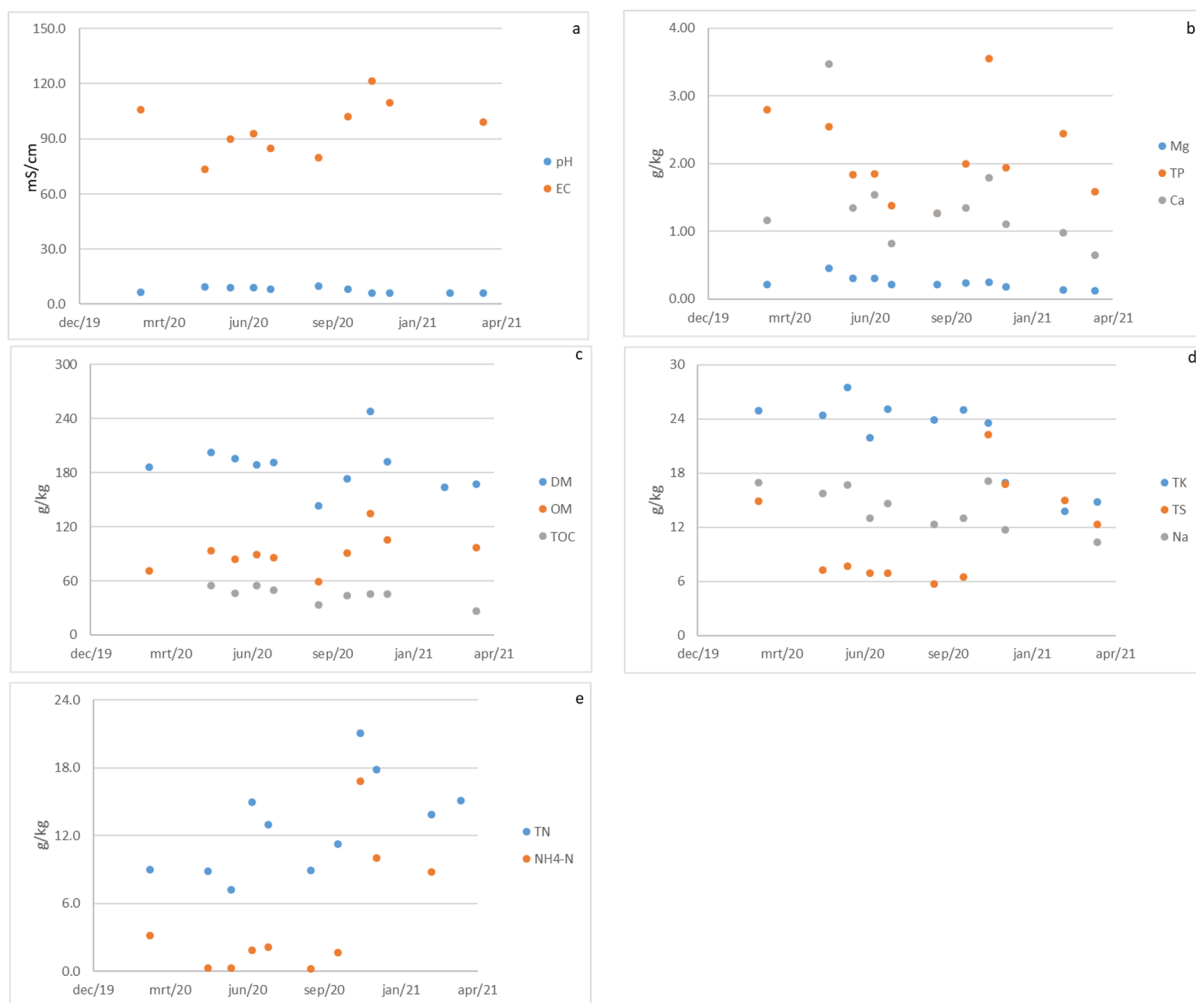 a
150.0
120.0
90.0
60.0
30.0
0.0
mS/cm
dec/19 mrt/20 jun/20 sep/20 jan/21 apr/21
pH
EC
b
4.00
3.00
2.00
1.00
0.00
g/kg
dec/19 mrt/20 jun/20 sep/20 jan/21 apr/21
Mg
TP
Ca
c
300
240
180
120
60
0
g/kg
dec/19 mrt/20 jun/20 sep/20 jan/21 apr/21
DM
OM
TOC
d
30
24
18
12
6
0
g/kg
dec/19 mrt/20 jun/20 sep/20 jan/21 apr/21
TK
TS
Na
e
24.0
18.0
12.0
6.0
0.0
g/kg
dec/19 mrt/20 jun/20 sep/20 jan/21 apr/21
TN
NH4-N